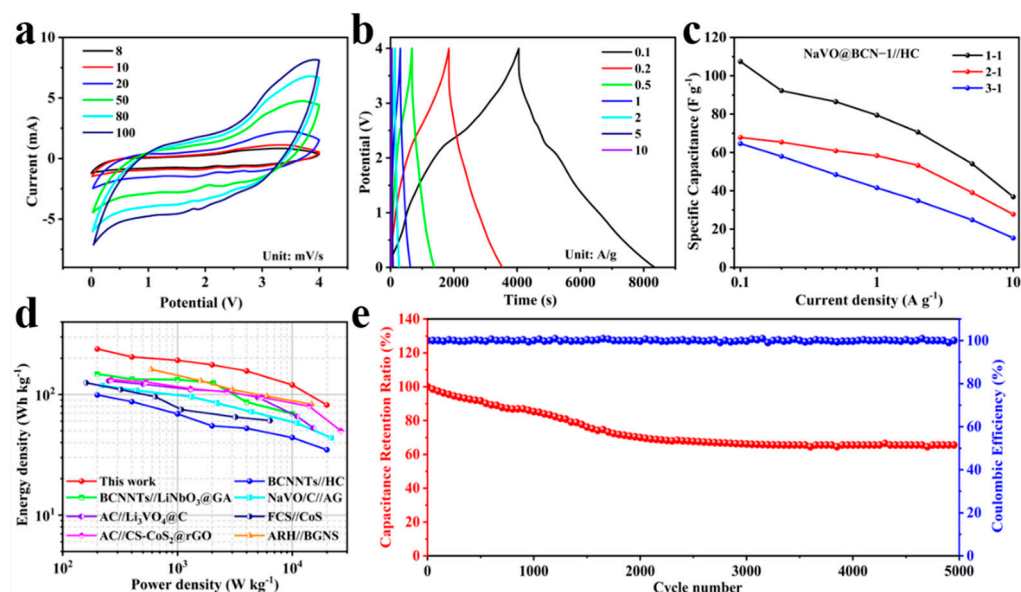 a
10
5
0
-5
Current (mA)
8
10
20
50
80
100
Unit: mV/s
0
1
2
3
4
5
Potential (V)
b
4
3
2
1
0
Potential (V)
0.1
0.2
0.5
1
2
5
10
Unit: A/g
0
2000
4000
6000
8000
Time (s)
c
120
100
80
60
40
20
0
Specific Capacitance (F g⁻¹)
NaVO@BCN−1//HC
1-1
2-1
3-1
0.1
1
10
Current density (A g⁻¹)
d
10²
10¹
Energy density (Wh kg⁻¹)
This work
BCNNTs//LiNbO₃@GA
AC//Li₃VO₄@C
AC//CS-CoS₂@rGO
BCNNTs//HC
NaVO/C//AG
FCS//CoS
ARH//BGNS
10²
10³
10⁴
Power density (W kg⁻¹)
e
140
120
100
80
60
40
20
0
Capacitance Retention Ratio (%)
100
80
60
40
20
0
Coulombic Efficiency (%)
0
1000
2000
3000
4000
5000
Cycle number